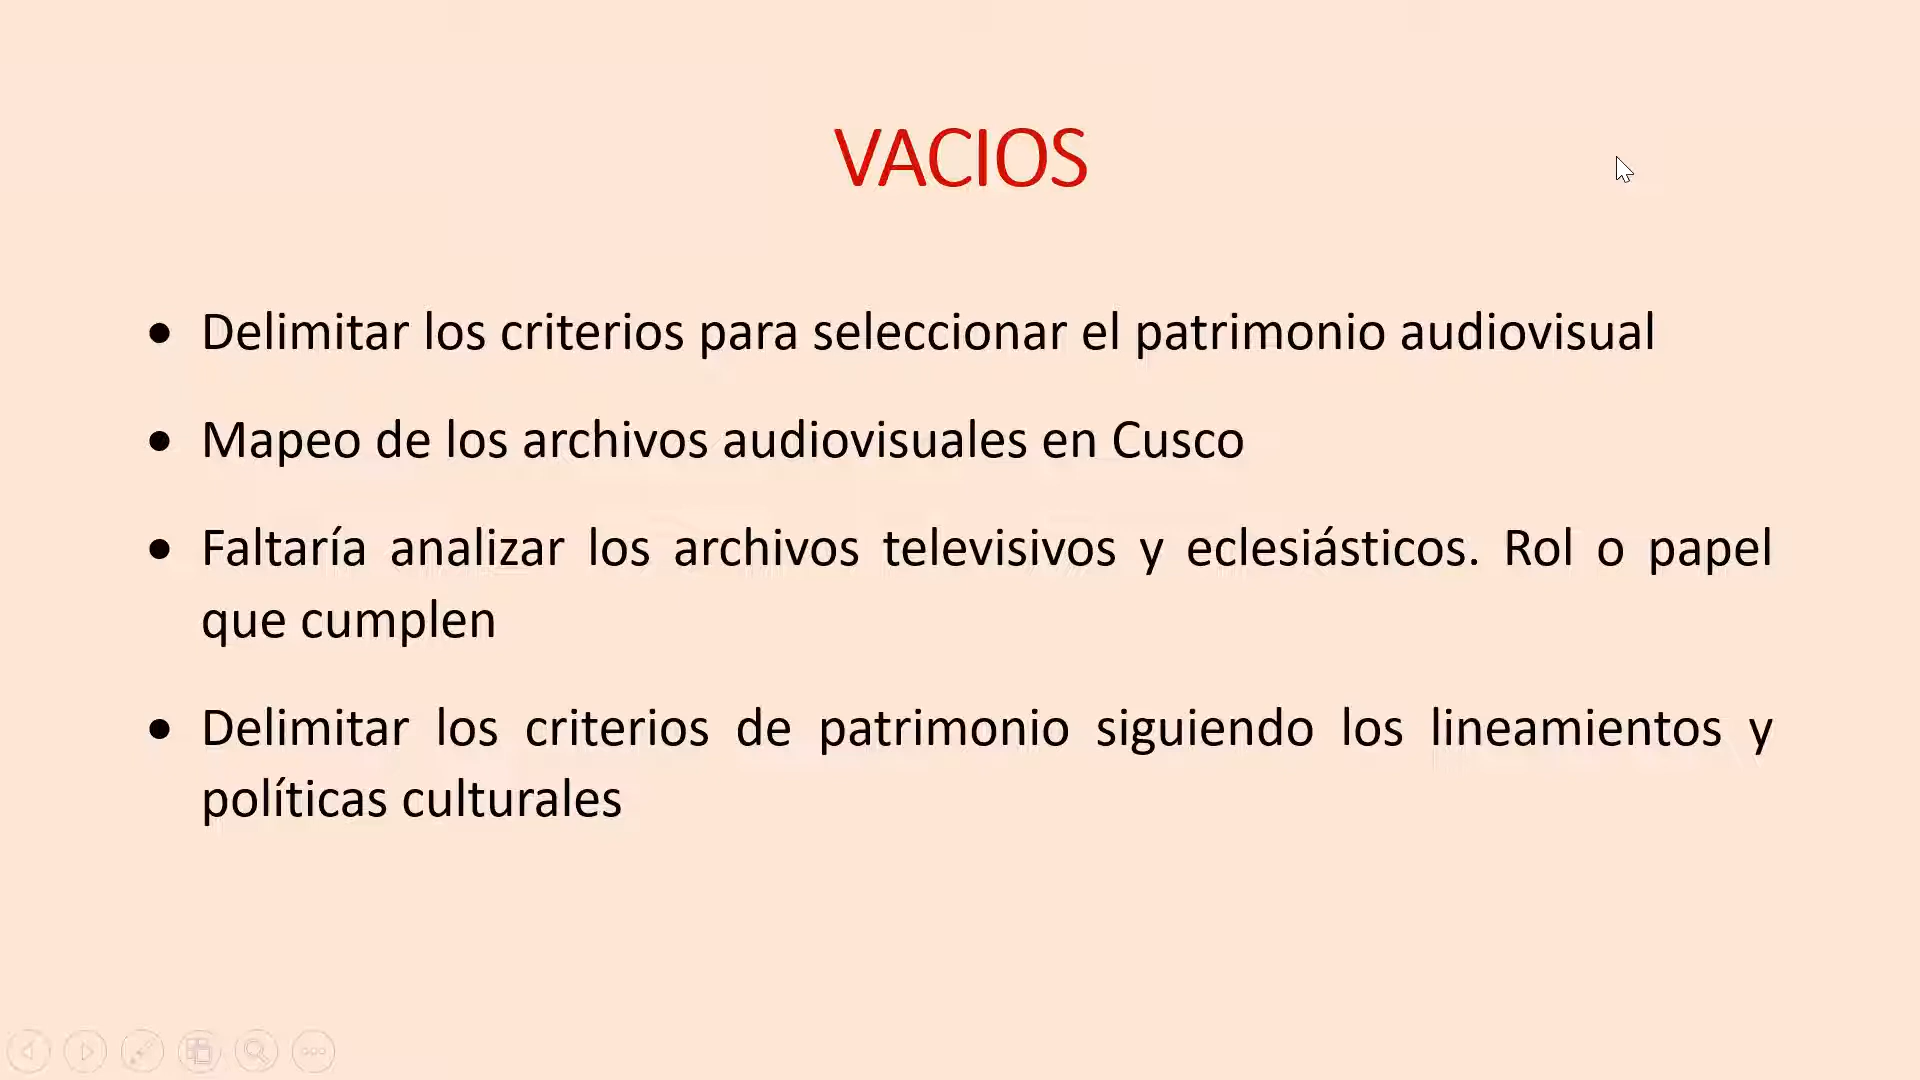 VACIOS
• Delimitar los criterios para seleccionar el patrimonio audiovisual
• Mapeo de los archivos audiovisuales en Cusco
• Faltaría analizar los archivos televisivos y eclesiásticos. Rol o papel
que cumplen
• Delimitar los criterios de patrimonio siguiendo los lineamientos y
políticas culturales